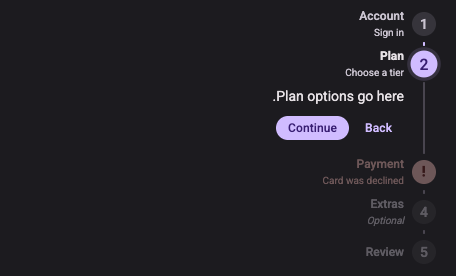 Account
1
Sign in
Plan
2
Choose a tier
.Plan options go here
Continue
Back
Payment
!
Card was declined
Extras
4
Optional
Review
5